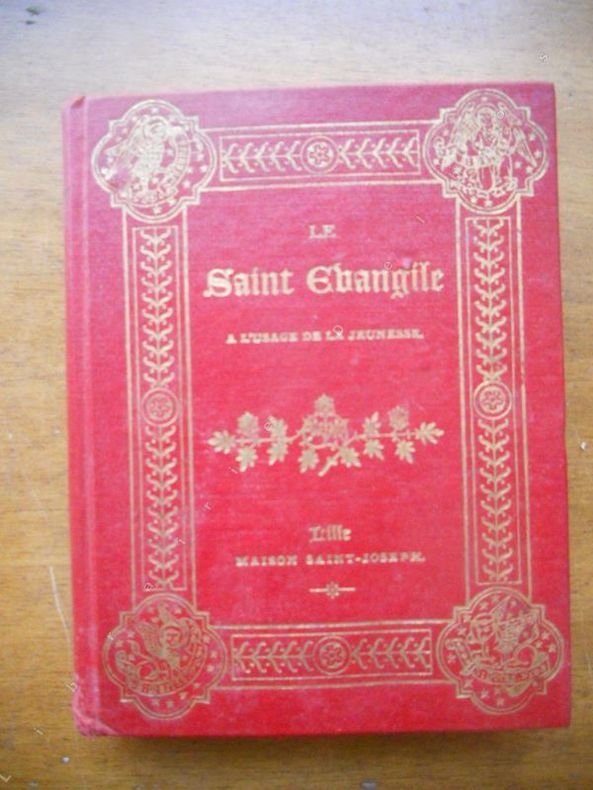 LE
Saint Evangile
A L'USAGE DE LA JEUNESSE.
Lille
MAISON SAINT-JOSEPH.